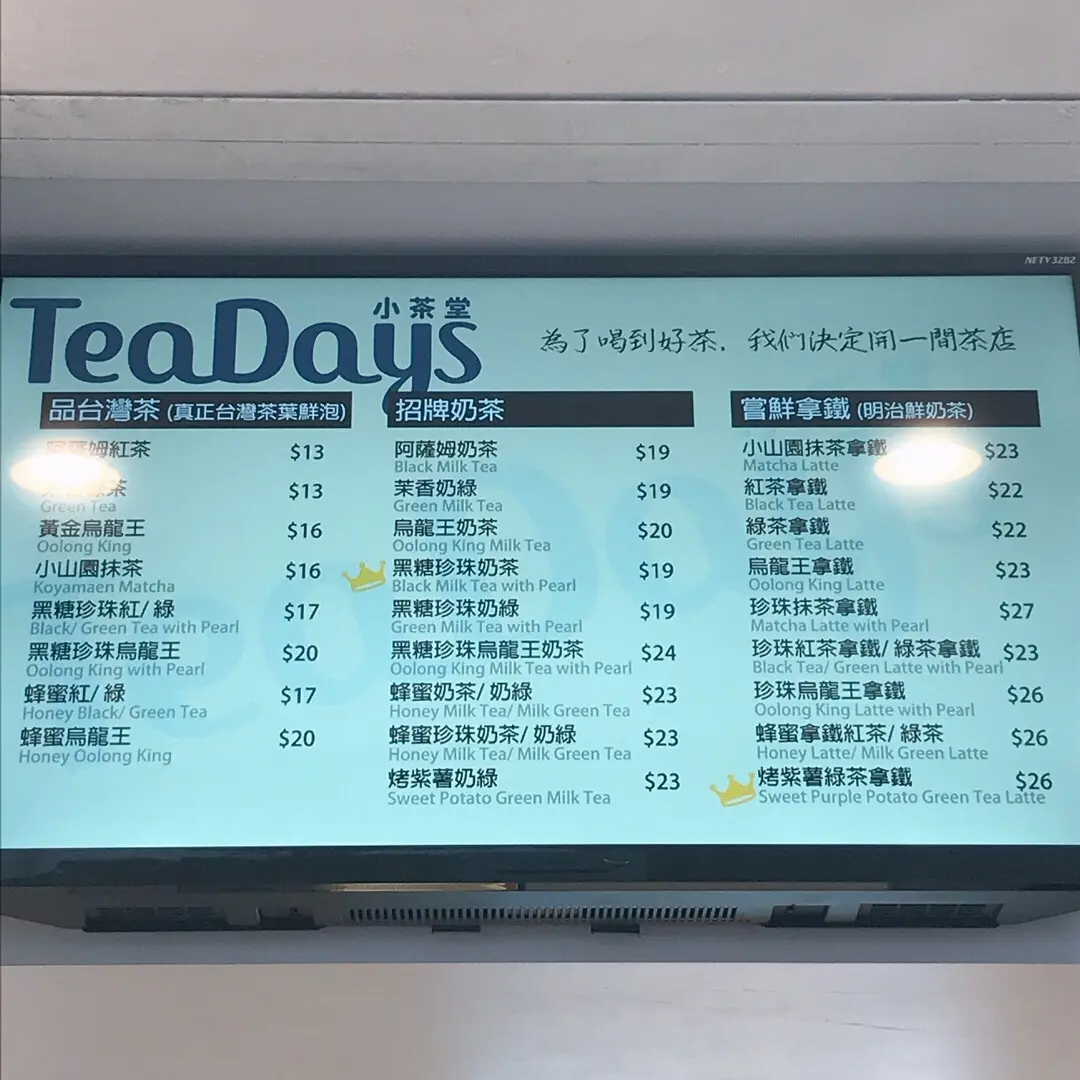 NETV32B2
小茶堂
TeaDays
為了喝到好茶，我们決定開一間茶店
品台灣茶 (真正台灣茶葉鮮泡)
阿薩姆紅茶 $13
茶 $13
Green Tea
黃金烏龍王 $16
Oolong King
小山園抹茶 $16
Koyamaen Matcha
黑糖珍珠紅/ 綠 $17
Black/ Green Tea with Pearl
黑糖珍珠烏龍王 $20
Oolong King with Pearl
蜂蜜紅/ 綠 $17
Honey Black/ Green Tea
蜂蜜烏龍王 $20
Honey Oolong King
招牌奶茶
阿薩姆奶茶 $19
Black Milk Tea
茉香奶綠 $19
Green Milk Tea
烏龍王奶茶 $20
Oolong King Milk Tea
黑糖珍珠奶茶 $19
Black Milk Tea with Pearl
黑糖珍珠奶綠 $19
Green Milk Tea with Pearl
黑糖珍珠烏龍王奶茶 $24
Oolong King Milk Tea with Pearl
蜂蜜奶茶/ 奶綠 $23
Honey Milk Tea/ Milk Green Tea
蜂蜜珍珠奶茶/ 奶綠 $23
Honey Milk Tea/ Milk Green Tea
烤紫薯奶綠 $23
Sweet Potato Green Milk Tea
嘗鮮拿鐵 (明治鮮奶茶)
小山園抹茶拿鐵 $23
Matcha Latte
紅茶拿鐵 $22
Black Tea Latte
綠茶拿鐵 $22
Green Tea Latte
烏龍王拿鐵 $23
Oolong King Latte
珍珠抹茶拿鐵 $27
Matcha Latte with Pearl
珍珠紅茶拿鐵/ 綠茶拿鐵 $23
Black Tea/ Green Latte with Pearl
珍珠烏龍王拿鐵 $26
Oolong King Latte with Pearl
蜂蜜拿鐵紅茶/ 綠茶 $26
Honey Latte/ Milk Green Latte
烤紫薯綠茶拿鐵 $26
Sweet Purple Potato Green Tea Latte